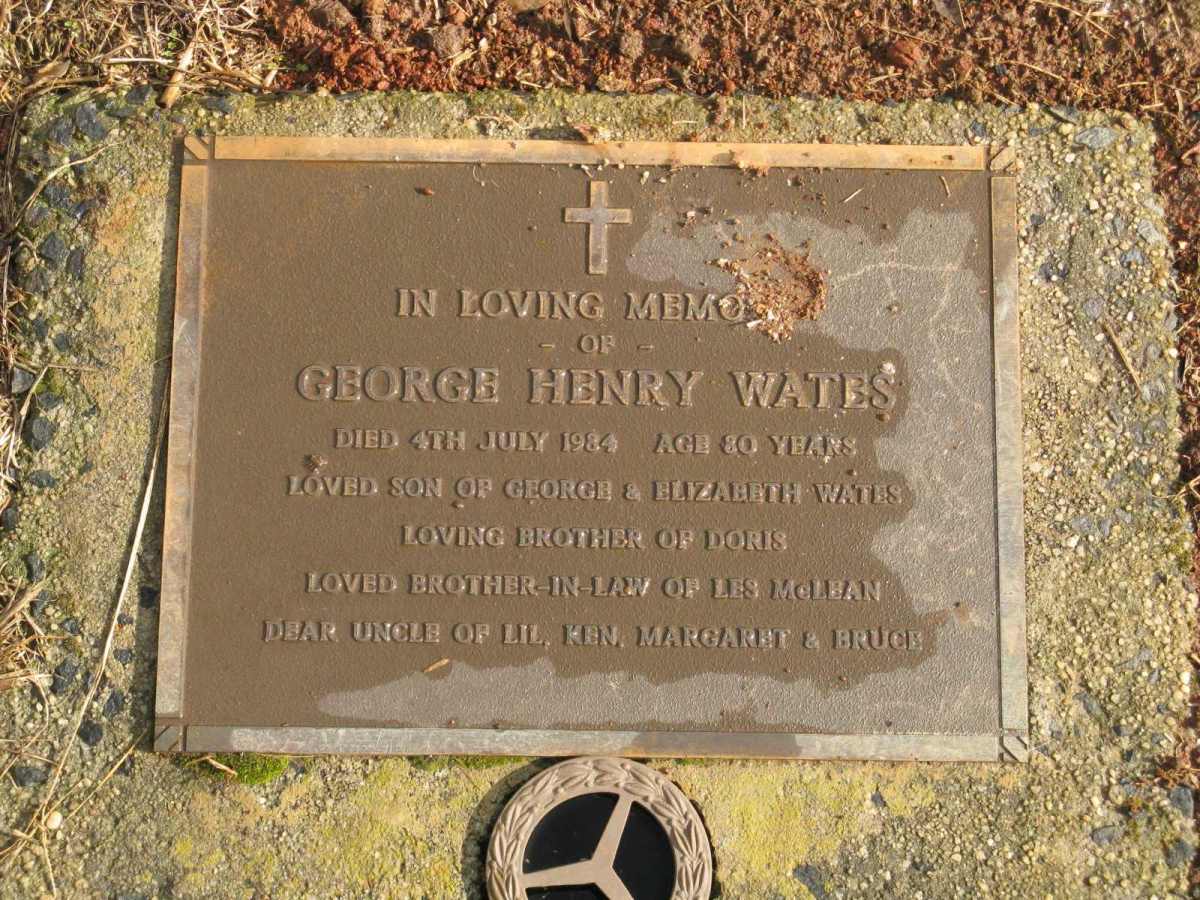 IN LOVING MEMO
- OF -
GEORGE HENRY WATES
DIED 4TH JULY 1984 AGE 80 YEARS
LOVED SON OF GEORGE & ELIZABETH WATES
LOVING BROTHER OF DORIS
LOVED BROTHER-IN-LAW OF LES McLEAN
DEAR UNCLE OF LIL, KEN, MARGARET & BRUCE